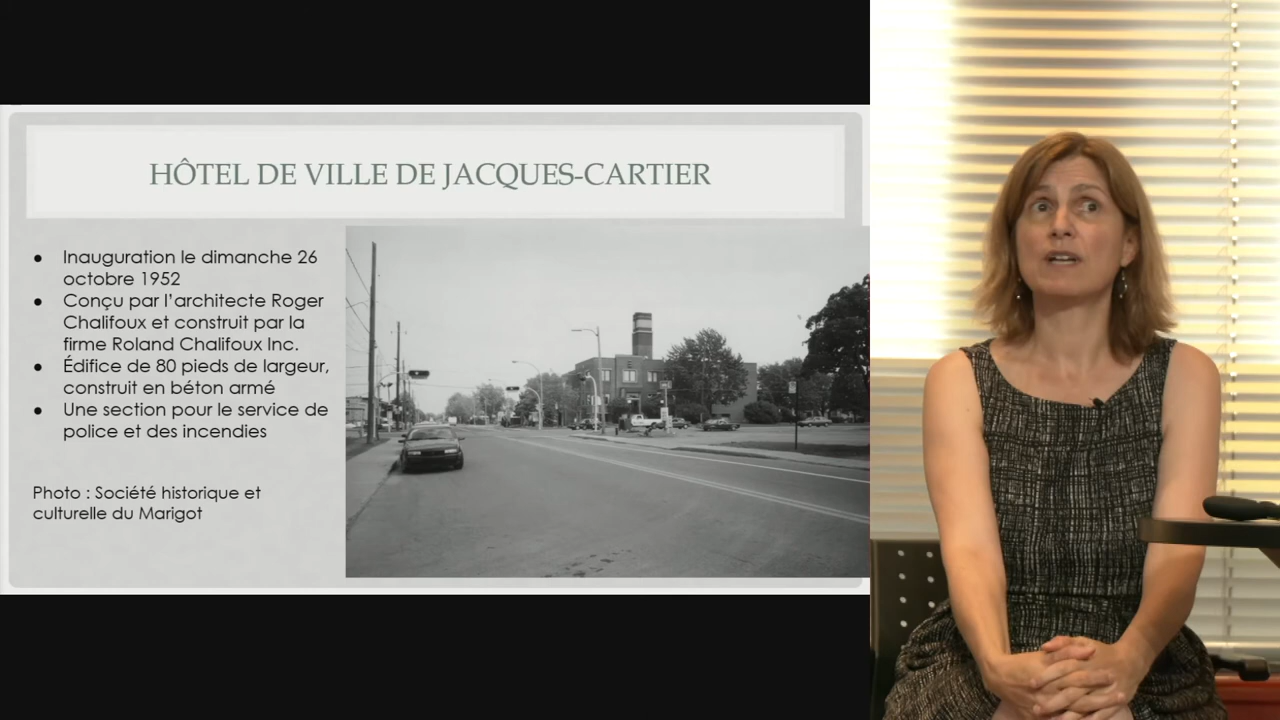 HÔTEL DE VILLE DE JACQUES-CARTIER
● Inauguration le dimanche 26
octobre 1952
● Conçu par l'architecte Roger
Chalifoux et construit par la
firme Roland Chalifoux Inc.
● Édifice de 80 pieds de largeur,
construit en béton armé
● Une section pour le service de
police et des incendies
Photo : Société historique et
culturelle du Marigot